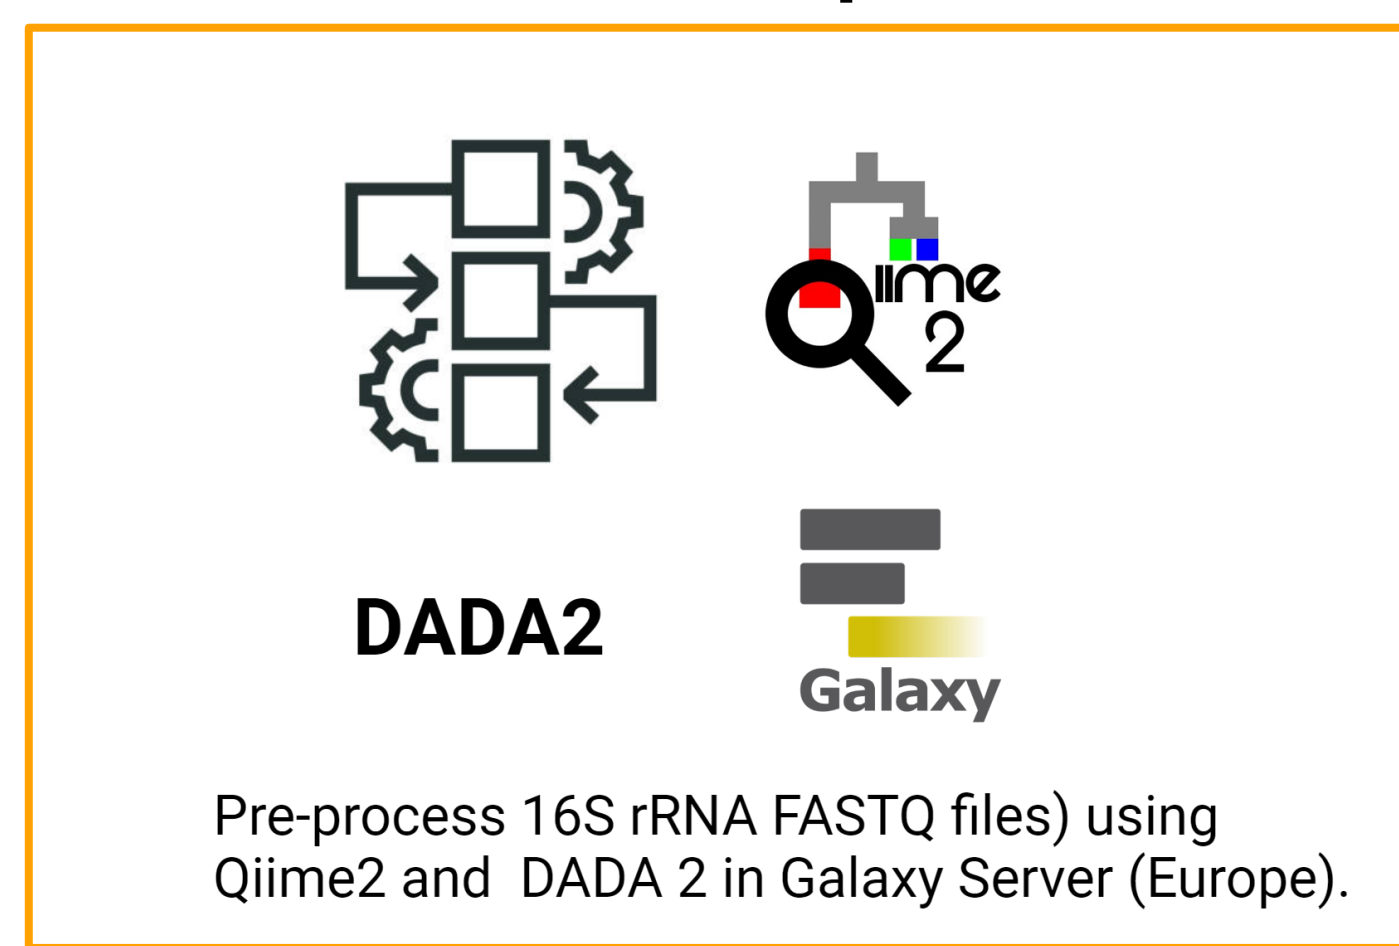 Qiime
2
DADA2
Galaxy
Pre-process 16S rRNA FASTQ files) using
Qiime2 and  DADA 2 in Galaxy Server (Europe).